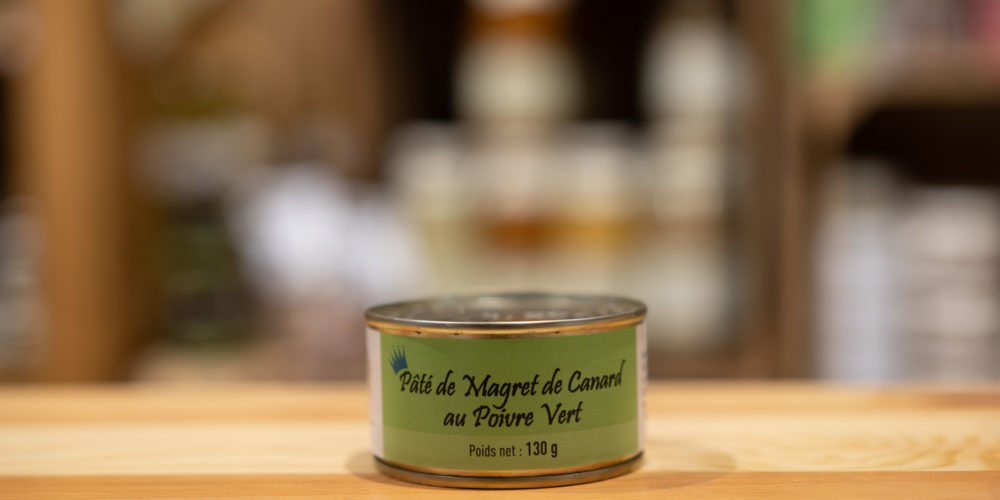 Pâté de Magret de Canard
au Poivre Vert
Poids net : 130 g